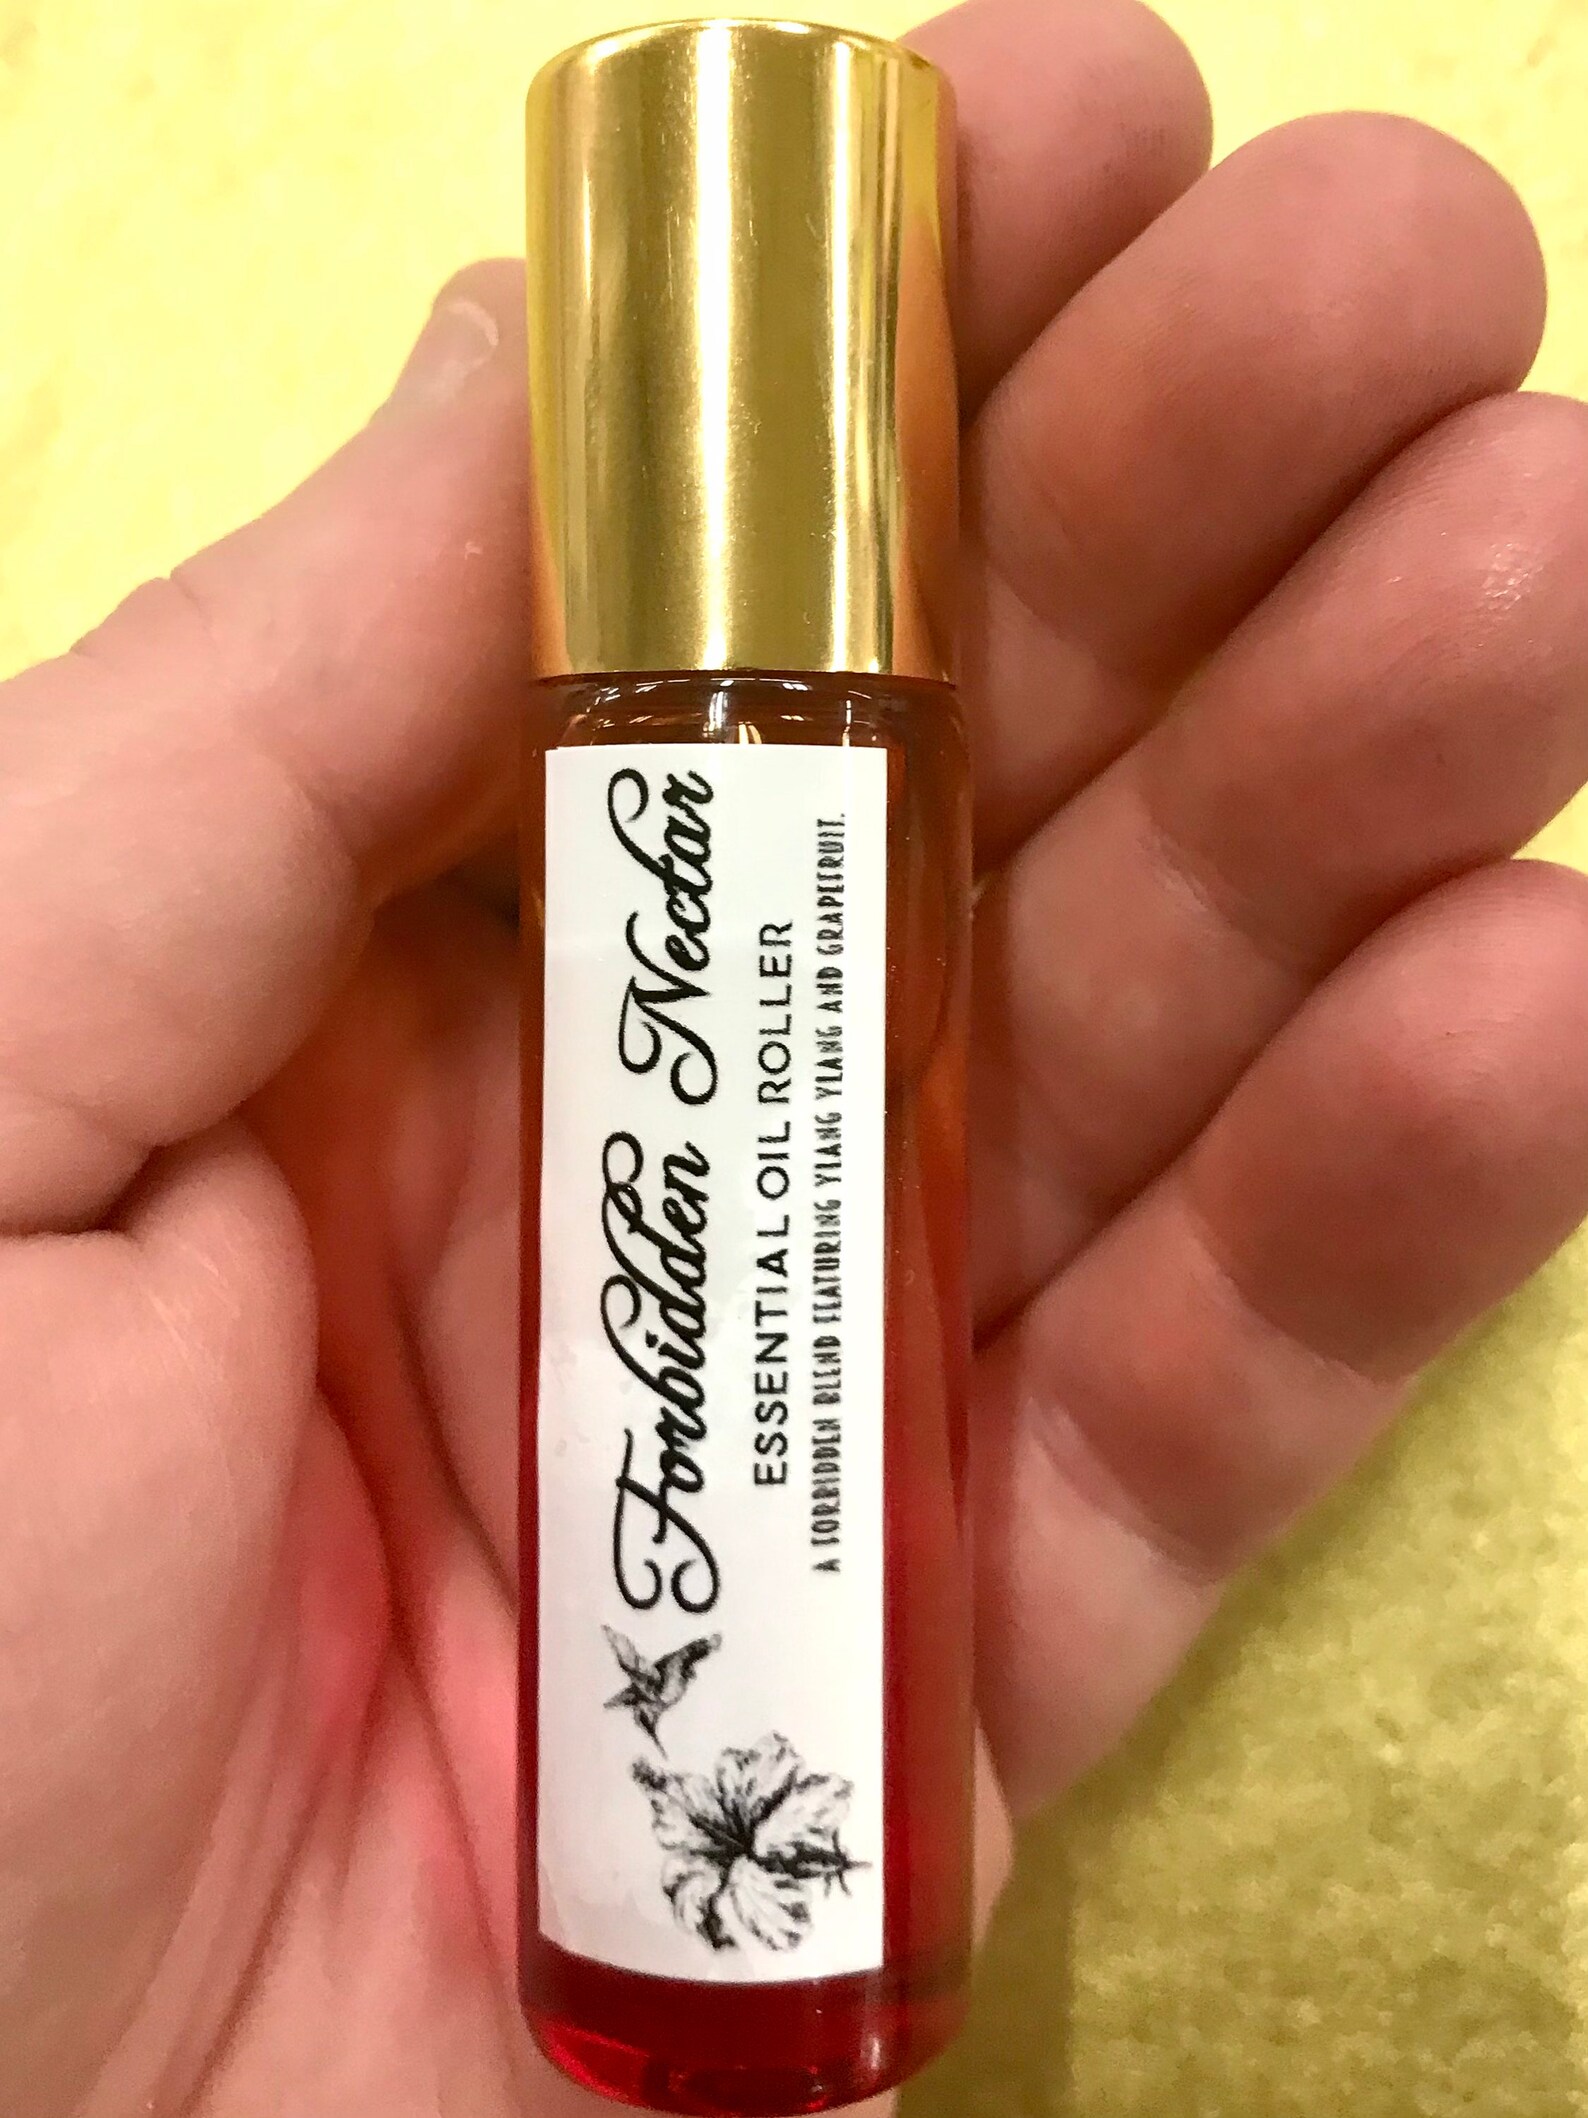 Forbidden Nectar
ESSENTIAL OIL ROLLER
A FORBIDDEN BLEND FEATURING YLANG YLANG AND GRAPEFRUIT.